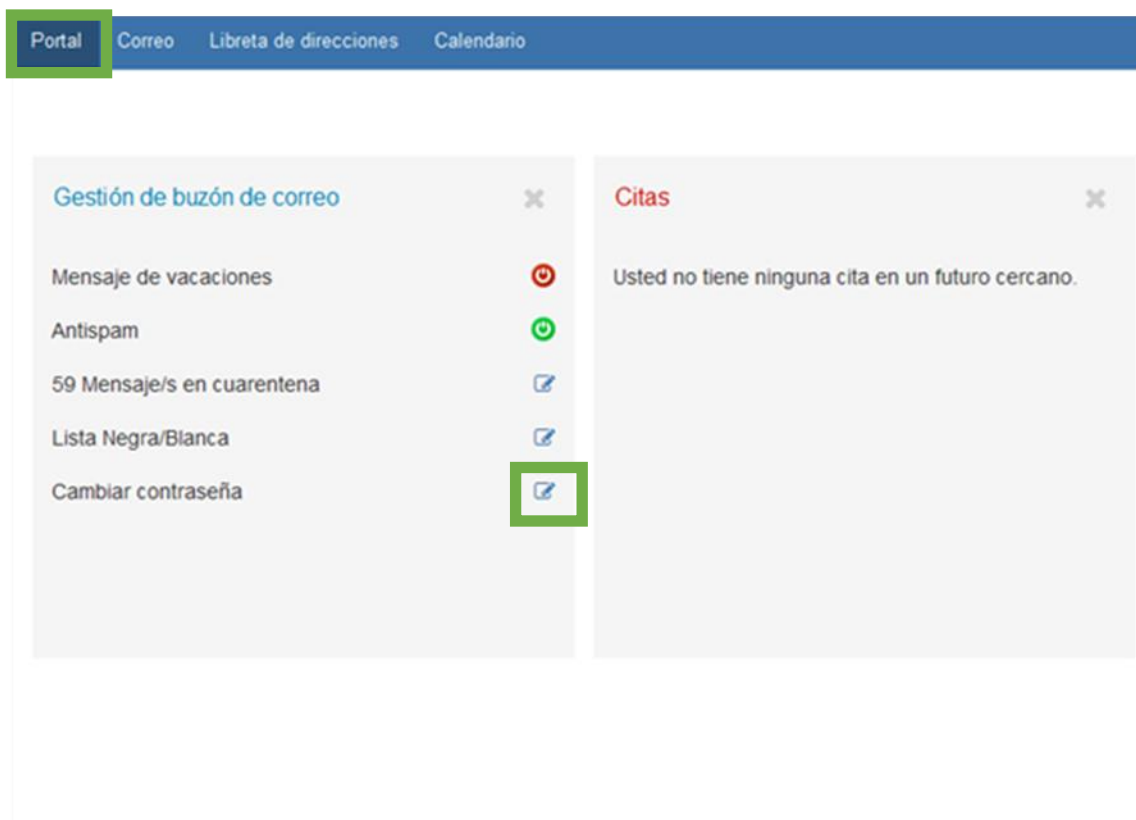 Portal Correo Libreta de direcciones Calendario
Gestión de buzón de correo
Mensaje de vacaciones
Antispam
59 Mensaje/s en cuarentena
Lista Negra/Blanca
Cambiar contraseña
Citas
Usted no tiene ninguna cita en un futuro cercano.